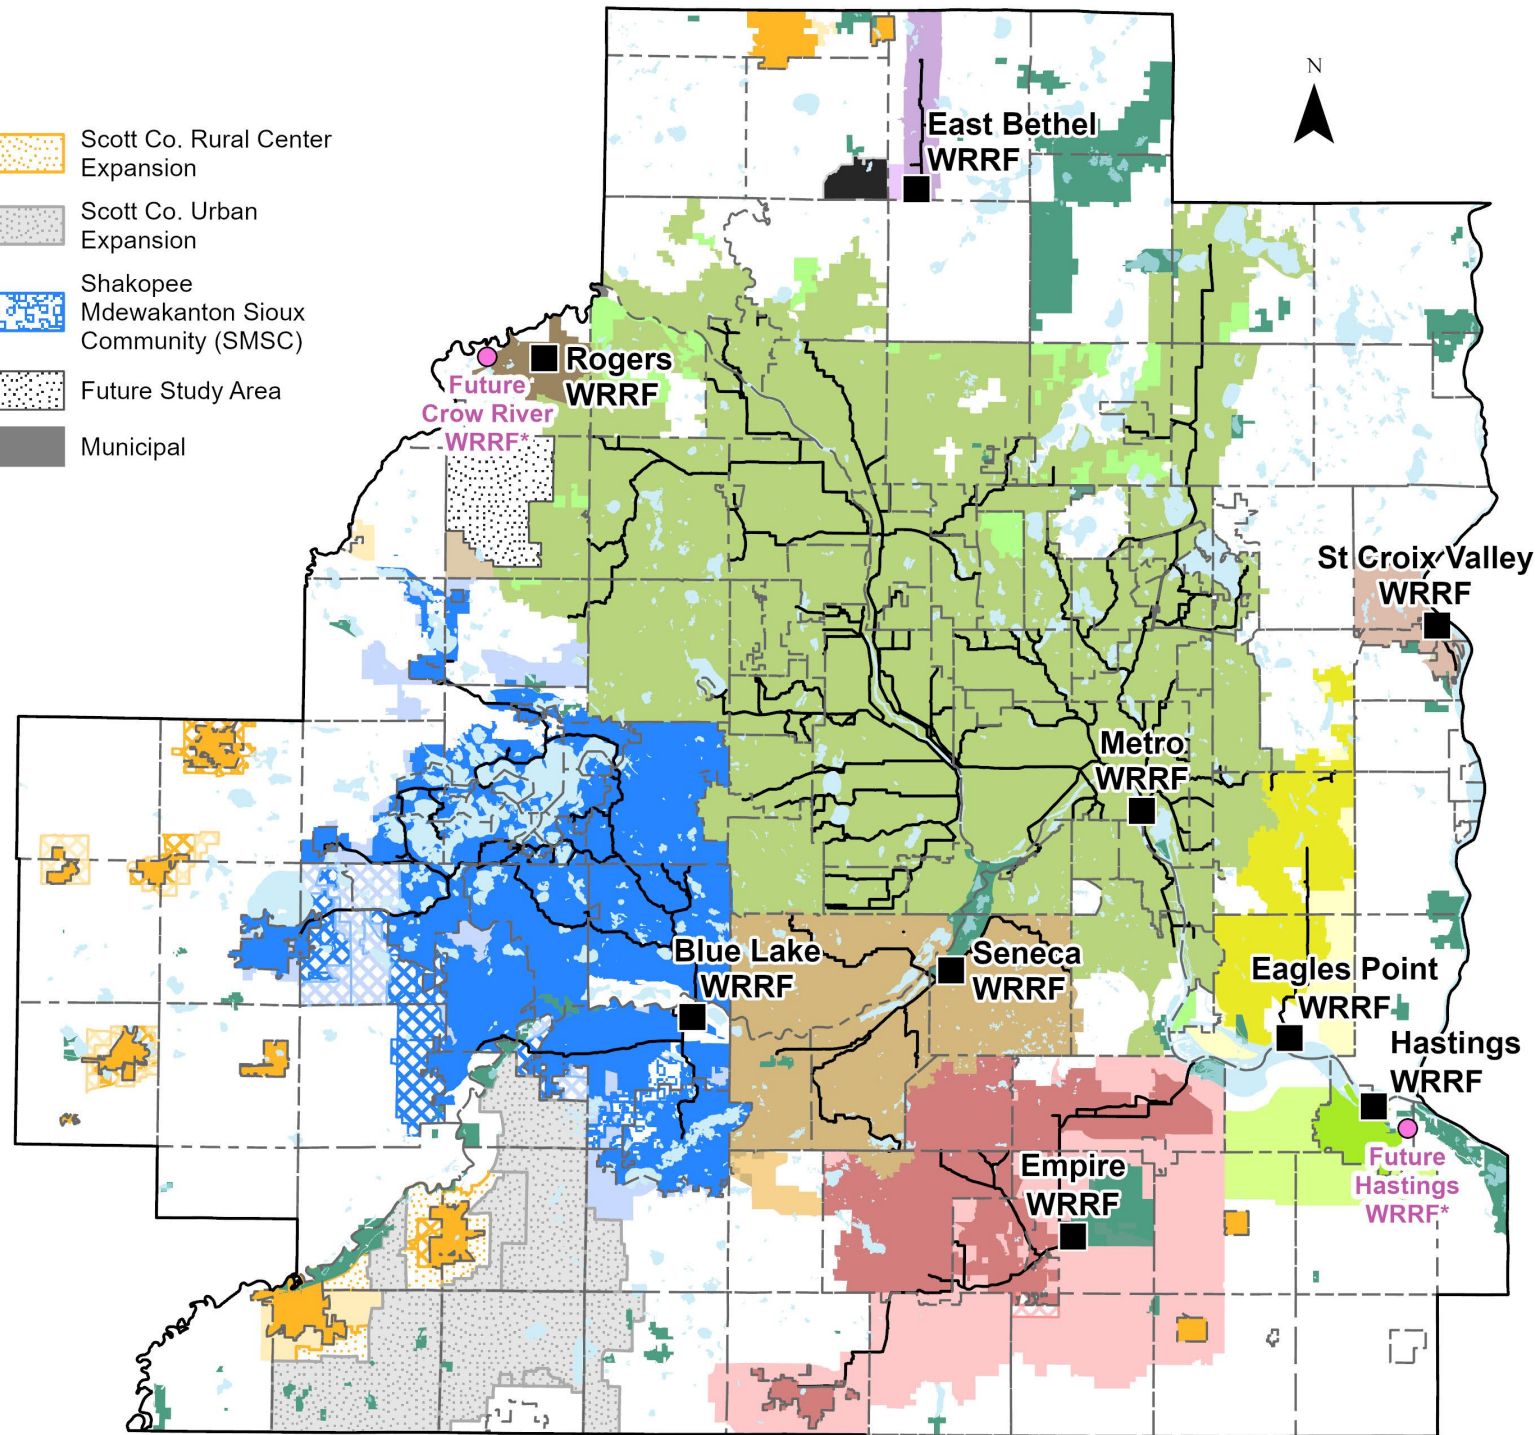 N
Scott Co. Rural Center
Expansion
Scott Co. Urban
Expansion
Shakopee
Mdewakanton Sioux
Community (SMSC)
Future Study Area
Municipal
East Bethel
WRRF
Rogers
WRRF
Future
Crow River
WRRF*
St Croix Valley
WRRF
Metro
WRRF
Blue Lake
WRRF
Seneca
WRRF
Eagles Point
WRRF
Hastings
WRRF
Empire
WRRF
Future
Hastings
WRRF*